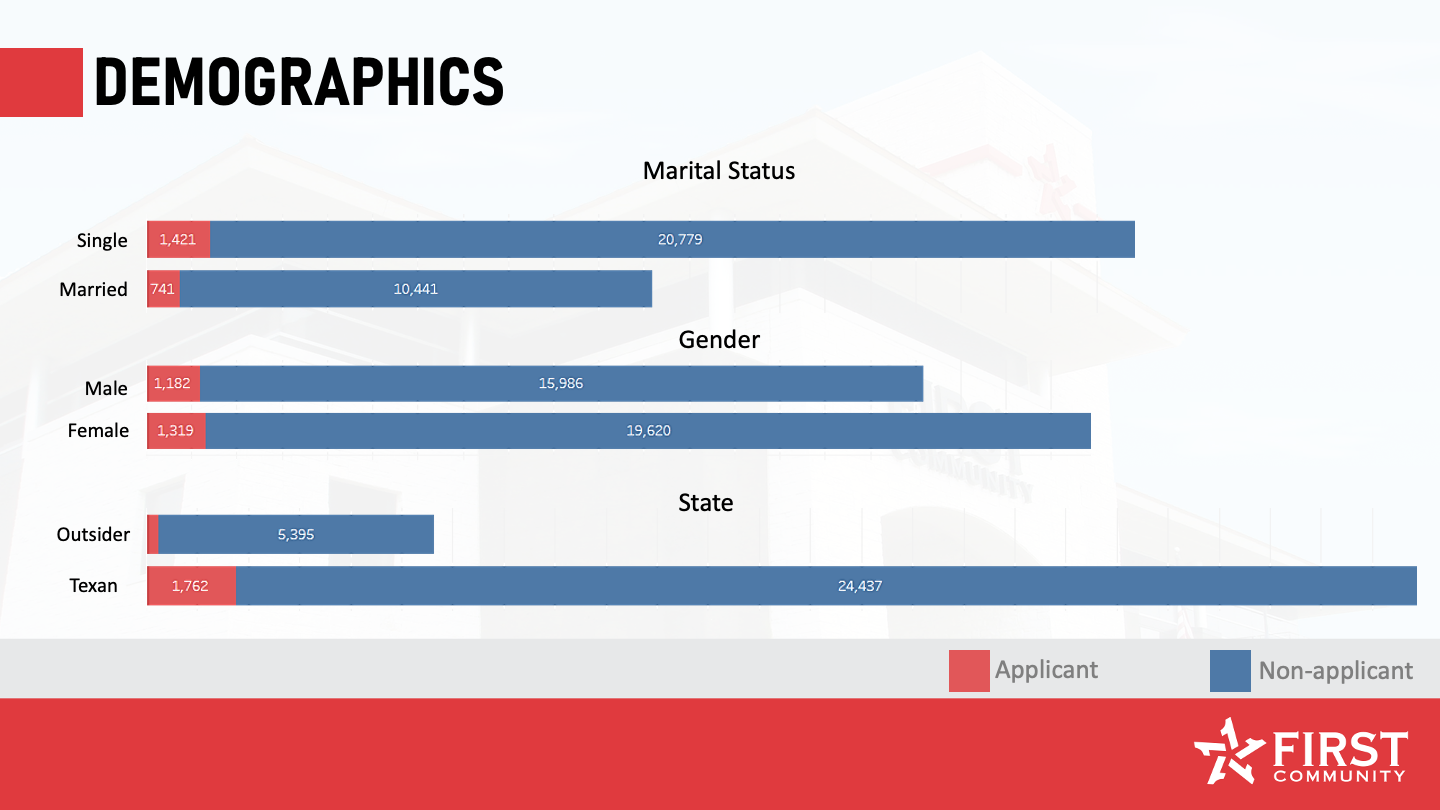 DEMOGRAPHICS
Marital Status
Single 1,421 20,779
Married 741 10,441
Gender
Male 1,182 15,986
Female 1,319 19,620
State
Outsider 5,395
Texan 1,762 24,437
Applicant Non-applicant
FIRST
COMMUNITY